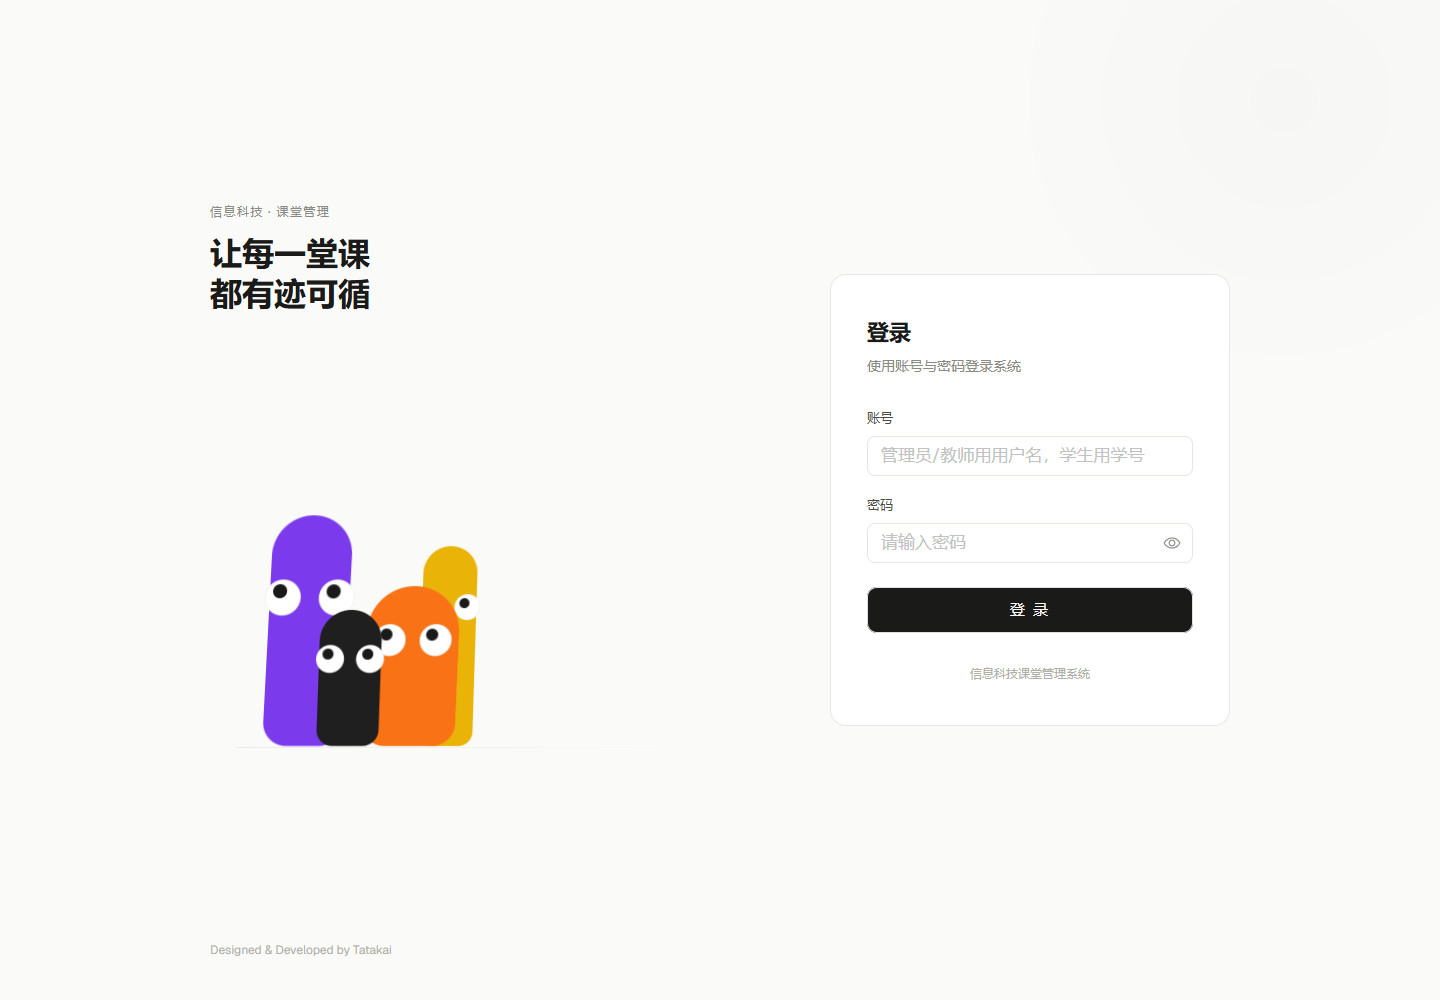 信息科技 · 课堂管理
让每一堂课
都有迹可循
登录
使用账号与密码登录系统
账号
管理员/教师用用户名，学生用学号
密码
请输入密码
登 录
信息科技课堂管理系统
Designed & Developed by Tatakai